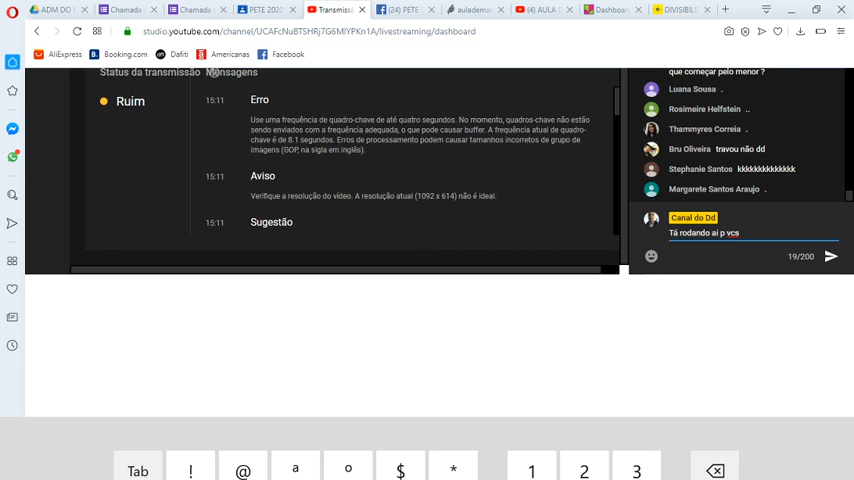 ADM DO P
Chamada
Chamada
PETE 2020
Transmiss
(24) PETE
aulademat
(4) AULA D
Dashboar
DIVISIBILI
studio.youtube.com/channel/UCAFcNuBTSHRj7G6MlYPKn1A/livestreaming/dashboard
AliExpress
Booking.com
Dafiti
Americanas
Facebook
Status da transmissão
Mensagens
Ruim
15:11
Erro
Use uma frequência de quadro-chave de até quatro segundos. No momento, quadros-chave não estão
sendo enviados com a frequência adequada, o que pode causar buffer. A frequência atual de quadro-
chave é de 8.1 segundos. Erros de processamento podem causar tamanhos incorretos de grupo de
imagens (GOP, na sigla em inglês).
15:11
Aviso
Verifique a resolução do vídeo. A resolução atual (1092 x 614) não é ideal.
15:11
Sugestão
que começar pelo menor ?
Luana Sousa .
Rosimeire Helfstein ..
Thammyres Correia .
Bru Oliveira travou não dd
Stephanie Santos kkkkkkkkkkkkkk
Margarete Santos Araujo .
Canal do Dd
Tá rodando ai p vcs
19/200
Tab ! @ ª º $ * 1 2 3